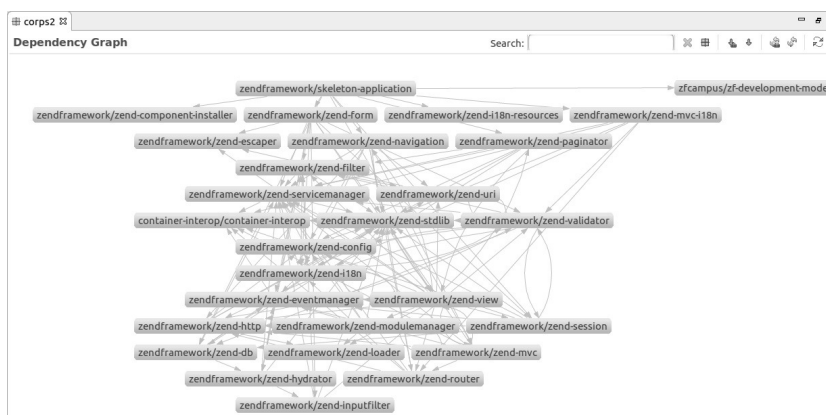 corps2
Dependency Graph Search:
zendframework/skeleton-application
zfcampus/zf-development-mode
zendframework/zend-component-installer zendframework/zend-form zendframework/zend-i18n-resources zendframework/zend-mvc-i18n
zendframework/zend-escaper zendframework/zend-navigation zendframework/zend-paginator
zendframework/zend-filter
zendframework/zend-servicemanager zendframework/zend-uri
container-interop/container-interop zendframework/zend-stdlib zendframework/zend-validator
zendframework/zend-config
zendframework/zend-i18n
zendframework/zend-eventmanager zendframework/zend-view
zendframework/zend-http zendframework/zend-modulemanager zendframework/zend-session
zendframework/zend-db zendframework/zend-loader zendframework/zend-mvc
zendframework/zend-hydrator zendframework/zend-router
zendframework/zend-inputfilter